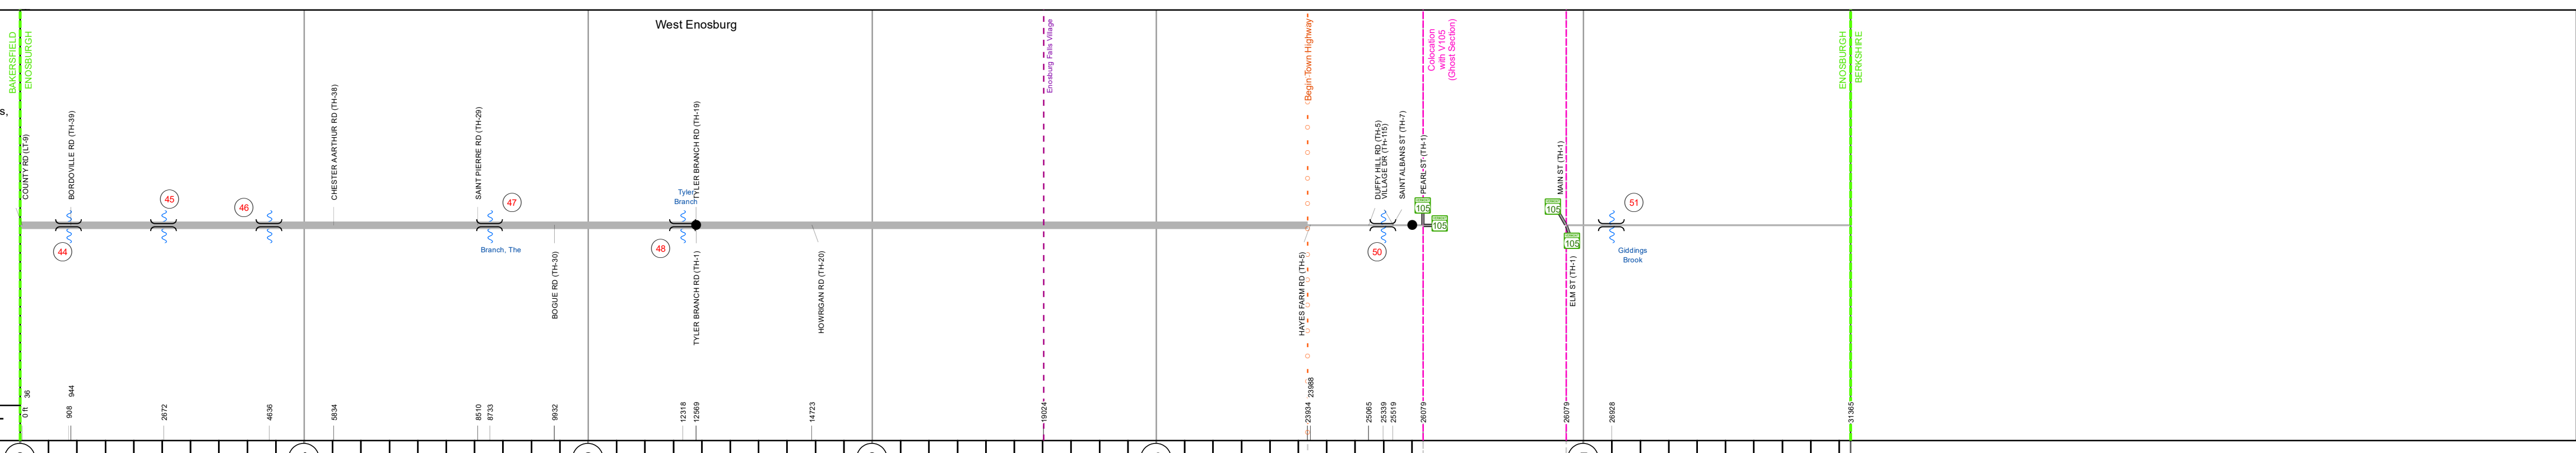 West Enosburg
BAKERSFIELD
ENOSBURGH
Enosburg Falls Village
Begin Town Highway
Colocation
with V105
(Ghost Section)
ENOSBURGH
BERKSHIRE
s,
COUNTY RD (LT-9)
BORDOVILLE RD (TH-39)
CHESTER A ARTHUR RD (TH-38)
SAINT PIERRE RD (TH-29)
TYLER BRANCH RD (TH-19)
DUFFY HILL RD (TH-5)
VILLAGE DR (TH-115)
SAINT ALBANS ST (TH-7)
PEARL ST (TH-1)
MAIN ST (TH-1)
45
46
47
Tyler
Branch
51
105
105
105
105
44
Branch, The
48
50
Giddings
Brook
BOGUE RD (TH-30)
TYLER BRANCH RD (TH-1)
HOWRIGAN RD (TH-20)
HAYES FARM RD (TH-5)
ELM ST (TH-1)
0 ft
36
908
944
2672
4636
5834
8510
8733
9932
12318
12569
14723
19024
23934
23988
25065
25339
25519
26079
26079
26928
31365